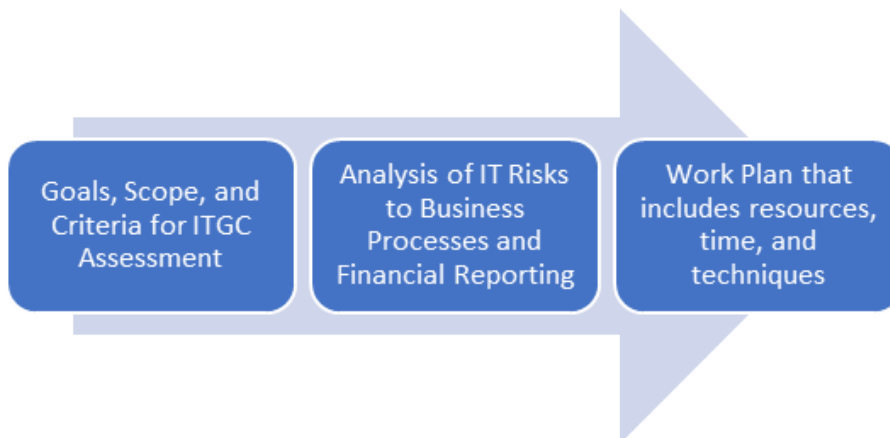 Goals, Scope, and
Criteria for ITGC
Assessment
Analysis of IT Risks
to Business
Processes and
Financial Reporting
Work Plan that
includes resources,
time, and
techniques